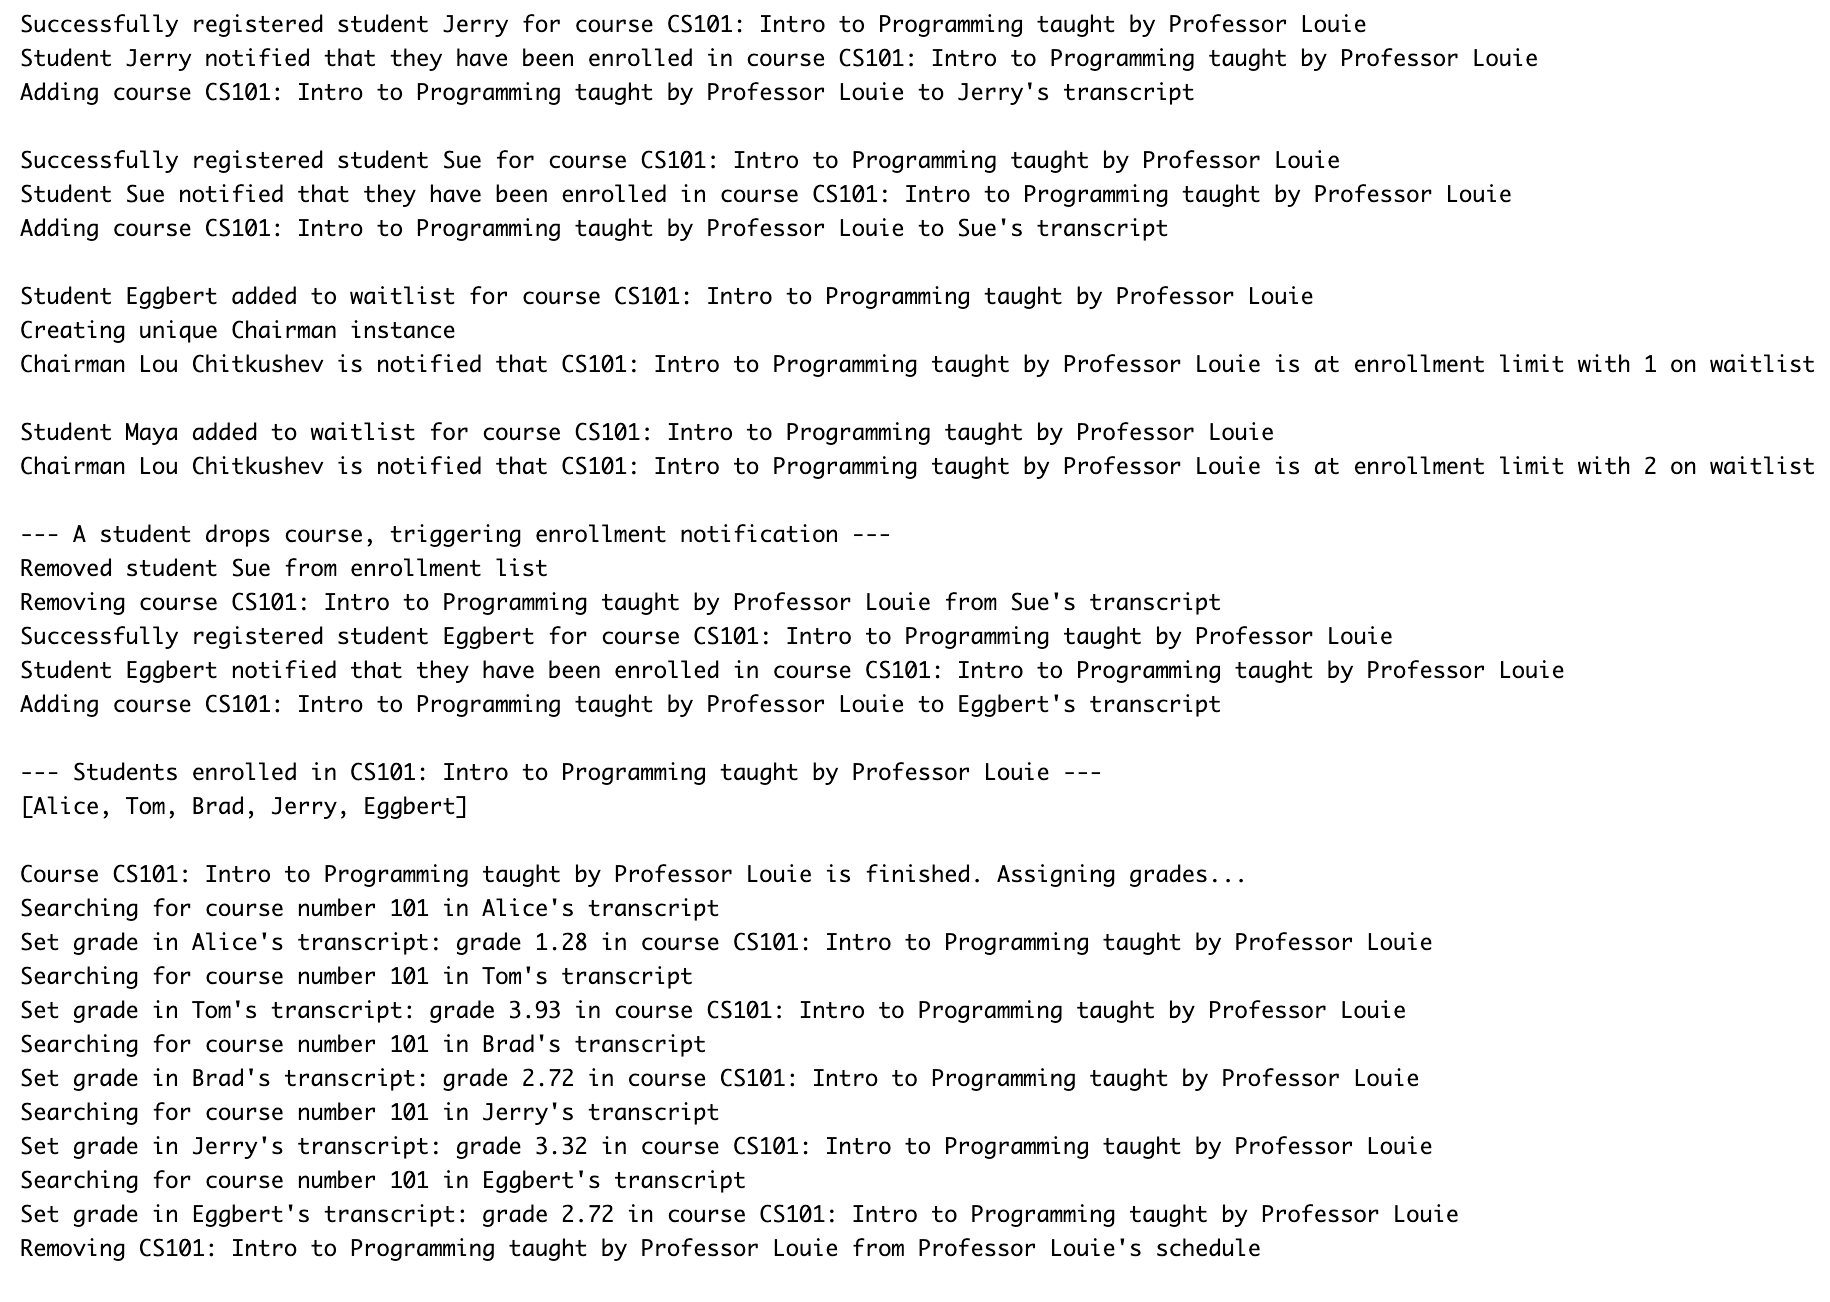 Successfully registered student Jerry for course CS101: Intro to Programming taught by Professor Louie
Student Jerry notified that they have been enrolled in course CS101: Intro to Programming taught by Professor Louie
Adding course CS101: Intro to Programming taught by Professor Louie to Jerry's transcript

Successfully registered student Sue for course CS101: Intro to Programming taught by Professor Louie
Student Sue notified that they have been enrolled in course CS101: Intro to Programming taught by Professor Louie
Adding course CS101: Intro to Programming taught by Professor Louie to Sue's transcript

Student Eggbert added to waitlist for course CS101: Intro to Programming taught by Professor Louie
Creating unique Chairman instance
Chairman Lou Chitkushev is notified that CS101: Intro to Programming taught by Professor Louie is at enrollment limit with 1 on waitlist

Student Maya added to waitlist for course CS101: Intro to Programming taught by Professor Louie
Chairman Lou Chitkushev is notified that CS101: Intro to Programming taught by Professor Louie is at enrollment limit with 2 on waitlist

--- A student drops course, triggering enrollment notification ---
Removed student Sue from enrollment list
Removing course CS101: Intro to Programming taught by Professor Louie from Sue's transcript
Successfully registered student Eggbert for course CS101: Intro to Programming taught by Professor Louie
Student Eggbert notified that they have been enrolled in course CS101: Intro to Programming taught by Professor Louie
Adding course CS101: Intro to Programming taught by Professor Louie to Eggbert's transcript

--- Students enrolled in CS101: Intro to Programming taught by Professor Louie ---
[Alice, Tom, Brad, Jerry, Eggbert]

Course CS101: Intro to Programming taught by Professor Louie is finished. Assigning grades...
Searching for course number 101 in Alice's transcript
Set grade in Alice's transcript: grade 1.28 in course CS101: Intro to Programming taught by Professor Louie
Searching for course number 101 in Tom's transcript
Set grade in Tom's transcript: grade 3.93 in course CS101: Intro to Programming taught by Professor Louie
Searching for course number 101 in Brad's transcript
Set grade in Brad's transcript: grade 2.72 in course CS101: Intro to Programming taught by Professor Louie
Searching for course number 101 in Jerry's transcript
Set grade in Jerry's transcript: grade 3.32 in course CS101: Intro to Programming taught by Professor Louie
Searching for course number 101 in Eggbert's transcript
Set grade in Eggbert's transcript: grade 2.72 in course CS101: Intro to Programming taught by Professor Louie
Removing CS101: Intro to Programming taught by Professor Louie from Professor Louie's schedule